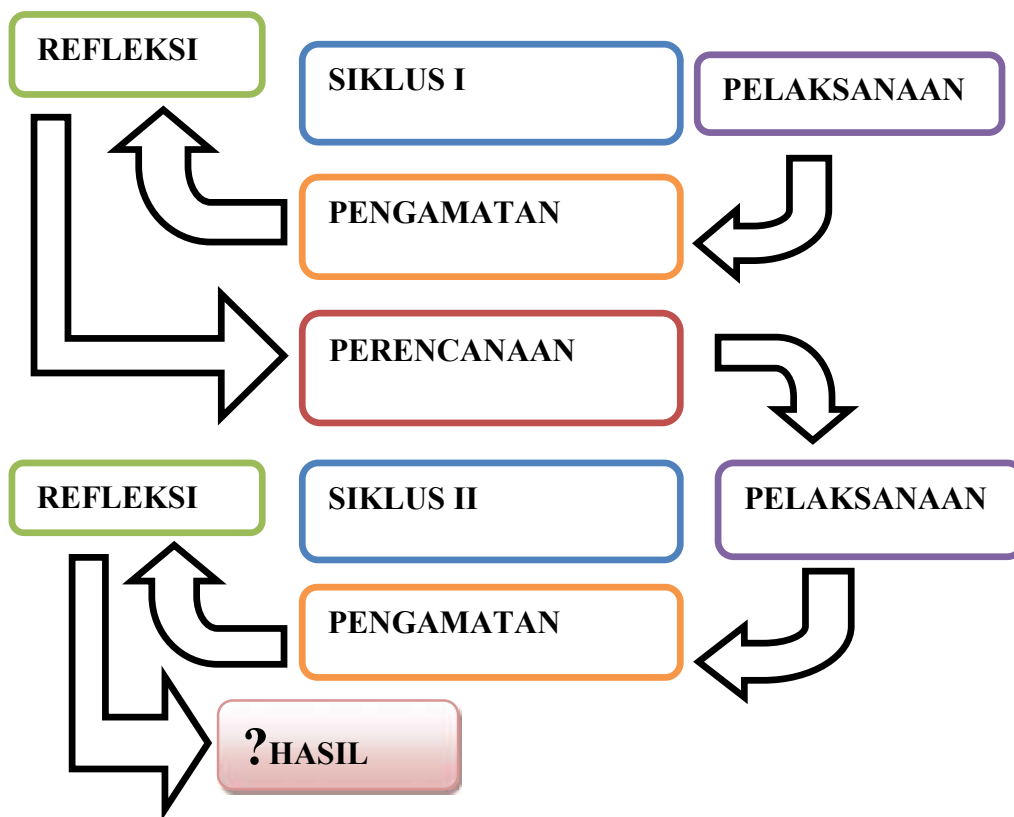 REFLEKSI
SIKLUS I
PELAKSANAAN
PENGAMATAN
PERENCANAAN
REFLEKSI
SIKLUS II
PELAKSANAAN
PENGAMATAN
?HASIL